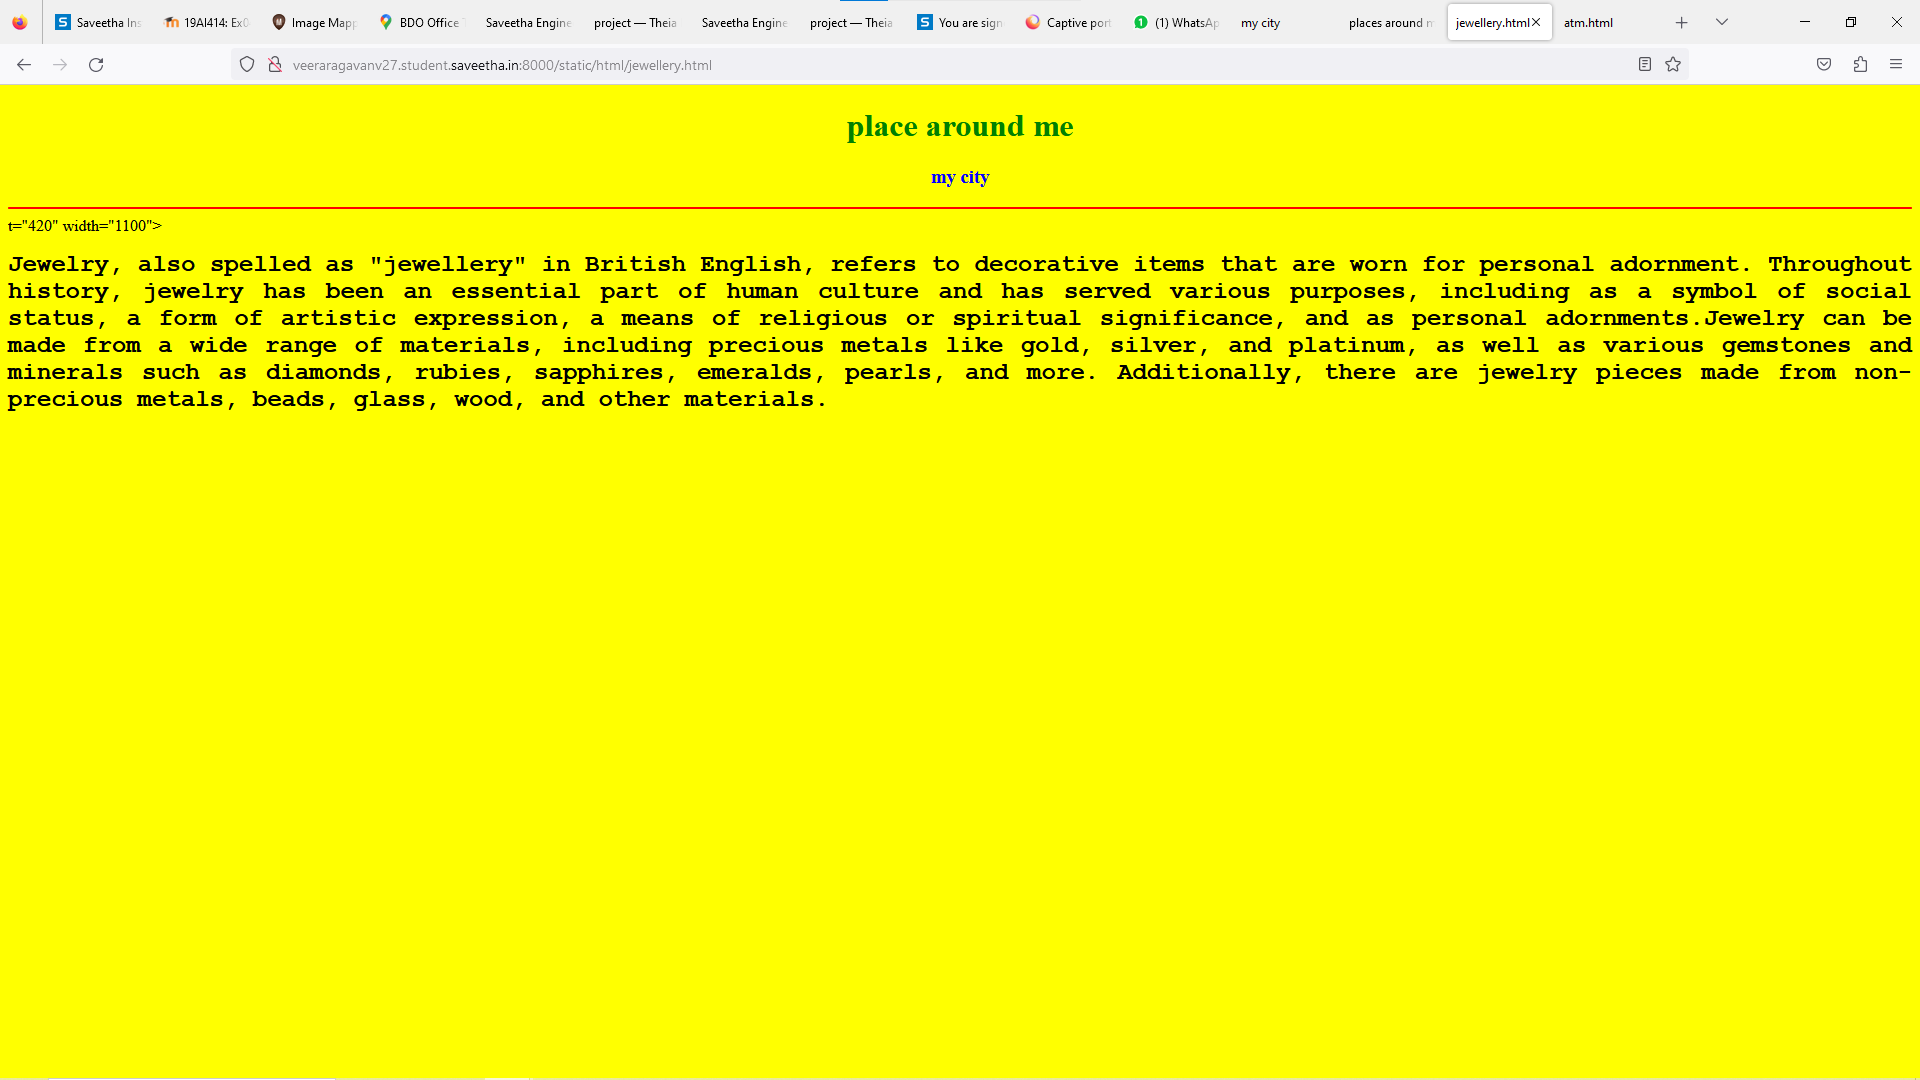 Saveetha Ins
19AI414: Ex0
Image Mapp
BDO Office T
Saveetha Engine
project — Theia
Saveetha Engine
project — Theia
You are sign
Captive port
(1) WhatsAp
my city
places around m
jewellery.html
atm.html
veeraragavanv27.student.saveetha.in:8000/static/html/jewellery.html
place around me
my city
t="420" width="1100">
Jewelry, also spelled as "jewellery" in British English, refers to decorative items that are worn for personal adornment. Throughout
history, jewelry has been an essential part of human culture and has served various purposes, including as a symbol of social
status, a form of artistic expression, a means of religious or spiritual significance, and as personal adornments.Jewelry can be
made from a wide range of materials, including precious metals like gold, silver, and platinum, as well as various gemstones and
minerals such as diamonds, rubies, sapphires, emeralds, pearls, and more. Additionally, there are jewelry pieces made from non-
precious metals, beads, glass, wood, and other materials.